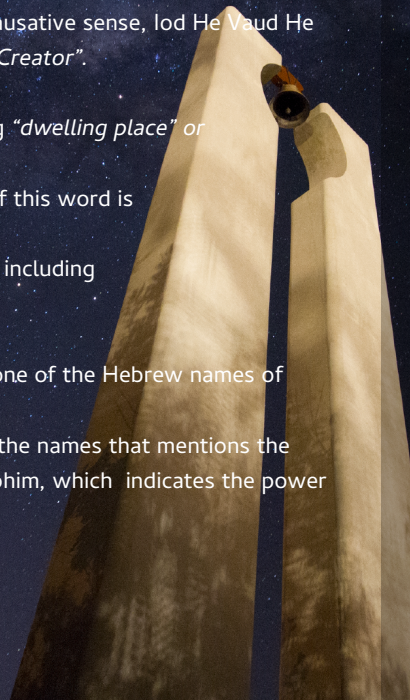 ausative sense, Iod He Vaud He
Creator”.
“dwelling place” or
f this word is
including
one of the Hebrew names of
the names that mentions the
ohim, which indicates the power